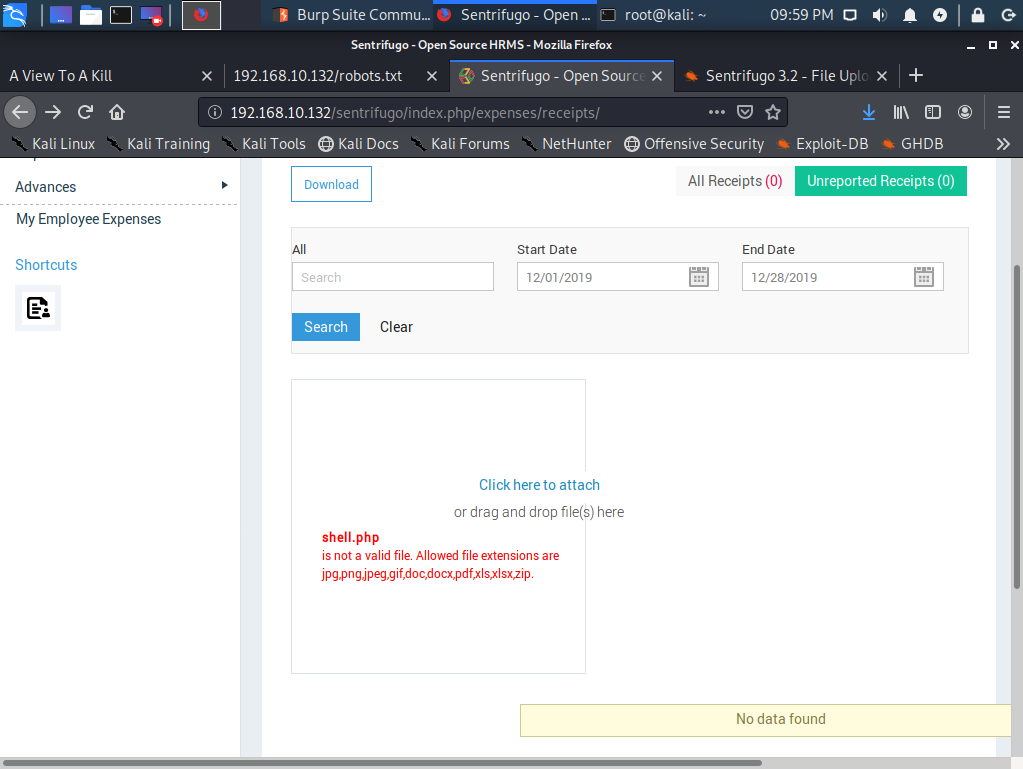 Burp Suite Commu... Sentrifugo - Open ... root@kali: ~ 09:59 PM
Sentrifugo - Open Source HRMS - Mozilla Firefox
A View To A Kill 192.168.10.132/robots.txt Sentrifugo - Open Source Sentrifugo 3.2 - File Uplo
192.168.10.132/sentrifugo/index.php/expenses/receipts/
Kali Linux Kali Training Kali Tools Kali Docs Kali Forums NetHunter Offensive Security Exploit-DB GHDB
Advances
My Employee Expenses
Shortcuts
Download All Receipts (0) Unreported Receipts (0)
All Start Date End Date
Search 12/01/2019 12/28/2019
Search Clear
Click here to attach
or drag and drop file(s) here
shell.php
is not a valid file. Allowed file extensions are
jpg,png,jpeg,gif,doc,docx,pdf,xls,xlsx,zip.
No data found